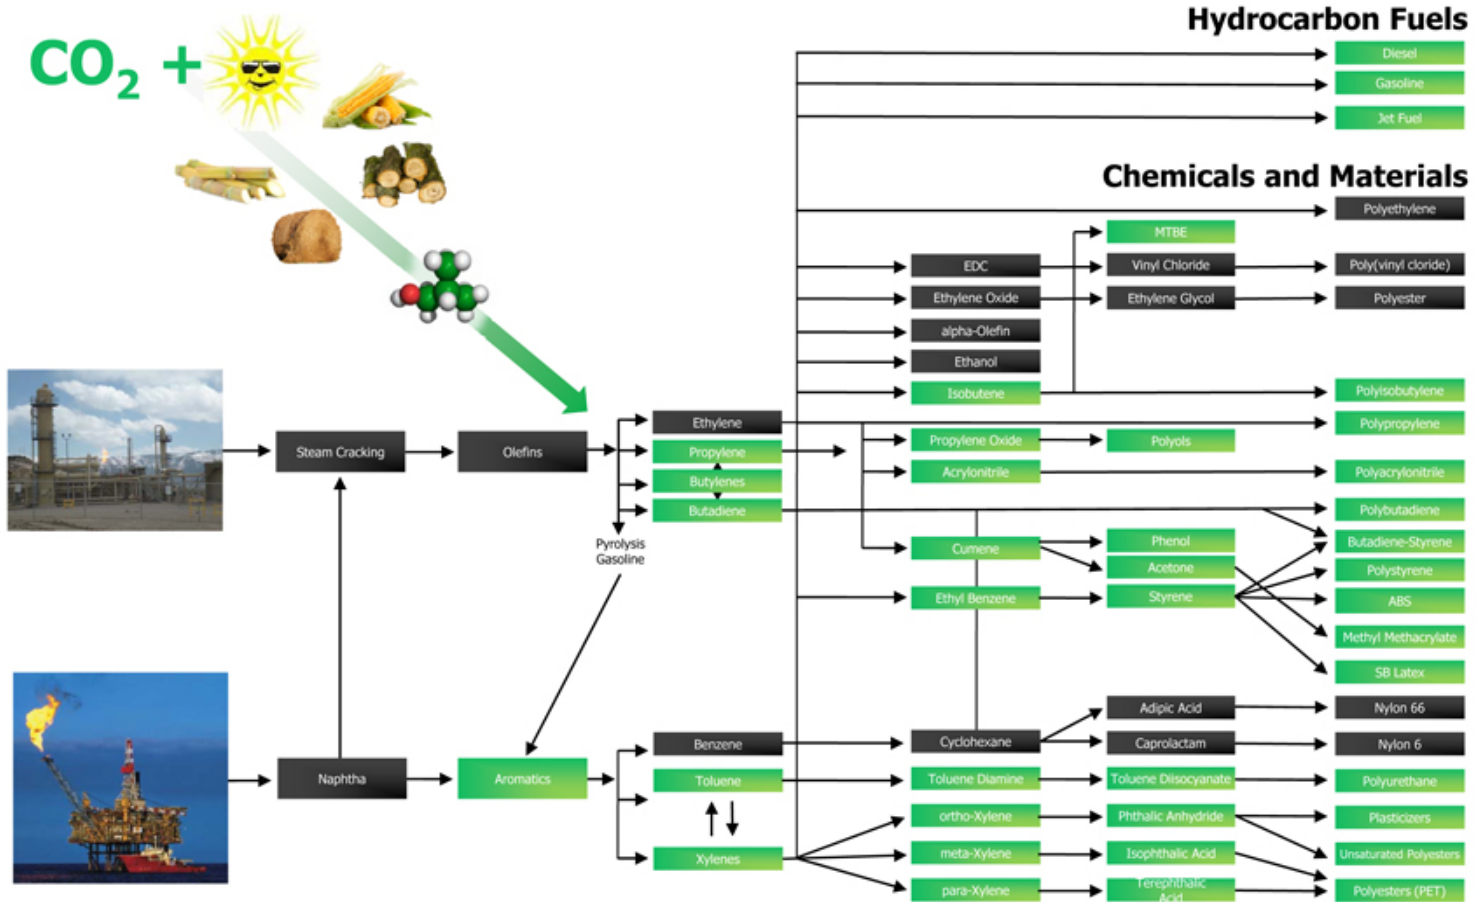 Hydrocarbon Fuels
CO2 +
Diesel
Gasoline
Jet Fuel
Chemicals and Materials
Polyethylene
MTBE
EDC
Vinyl Chloride
Poly(vinyl cloride)
Ethylene Oxide
Ethylene Glycol
Polyester
alpha-Olefin
Ethanol
Isobutene
Polyisobutylene
Ethylene
Polypropylene
Steam Cracking
Olefins
Propylene
Propylene Oxide
Polyols
Butylenes
Acrylonitrile
Polyacrylonitrile
Butadiene
Polybutadiene
Pyrolysis
Gasoline
Cumene
Phenol
Butadiene-Styrene
Acetone
Polystyrene
Ethyl Benzene
Styrene
ABS
Methyl Methacrylate
SB Latex
Adipic Acid
Nylon 66
Benzene
Cyclohexane
Caprolactam
Nylon 6
Naphtha
Aromatics
Toluene
Toluene Diamine
Toluene Diisocyanate
Polyurethane
ortho-Xylene
Phthalic Anhydride
Plasticizers
Xylenes
meta-Xylene
Isophthalic Acid
Unsaturated Polyesters
para-Xylene
Terephthalic
Acid
Polyesters (PET)